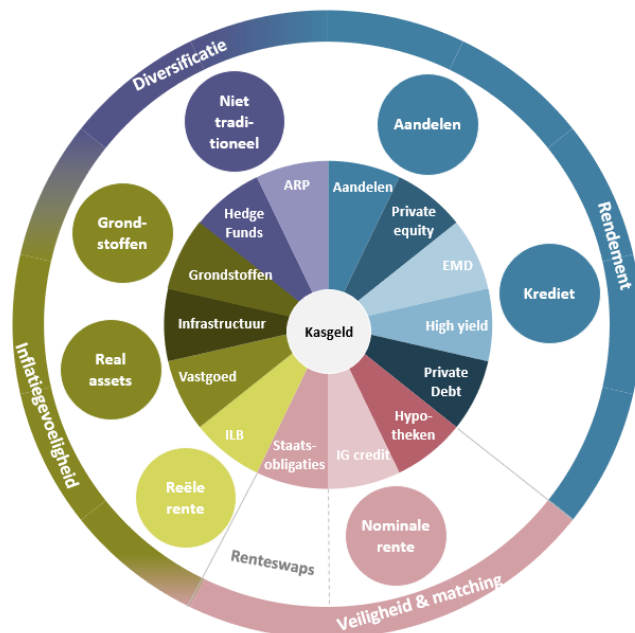 Diversificatie
Rendement
Inflatiegevoeligheid
Veiligheid & matching
Niet
tradi-
tioneel
Aandelen
Grond-
stoffen
Krediet
Real
assets
Reële
rente
Nominale
rente
Renteswaps
ARP
Aandelen
Hedge
Funds
Private
equity
Grondstoffen
EMD
Infrastructuur
Kasgeld
High yield
Vastgoed
Private
Debt
ILB
Hypo-
theken
Staats-
obligaties
IG credit